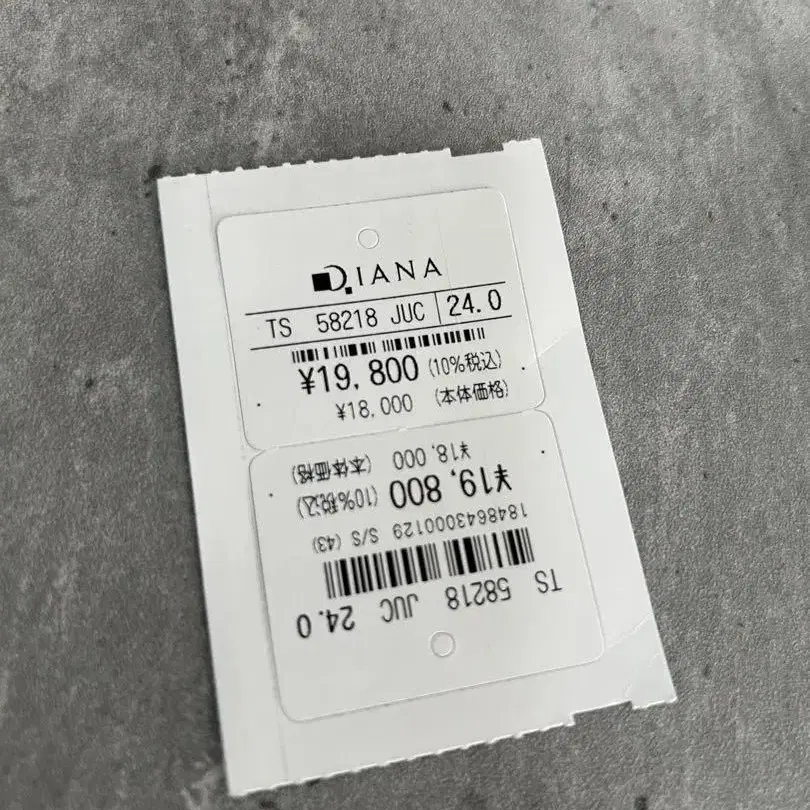 DIANA
TS 58218 JUC 24.0
¥19,800 (10%税込)
¥18,000 (本体価格)
¥18,000 (本体価格)
¥19,800 (10%税込)
1848643000129 S/S (43)
TS 58218 JUC 24.0